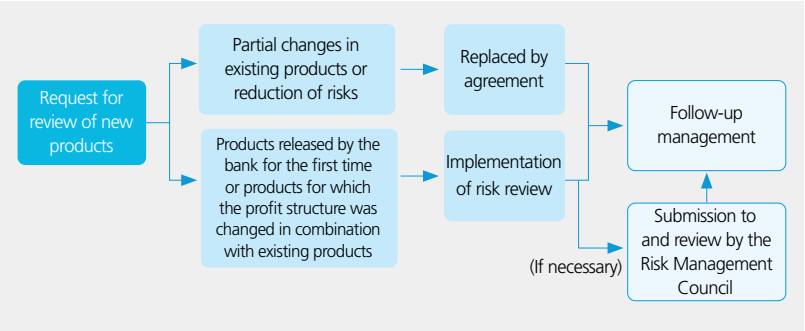 Request for
review of new
products
Partial changes in
existing products or
reduction of risks
Replaced by
agreement
Products released by the
bank for the first time
or products for which
the profit structure was
changed in combination
with existing products
Implementation
of risk review
Follow-up
management
(If necessary)
Submission to
and review by the
Risk Management
Council